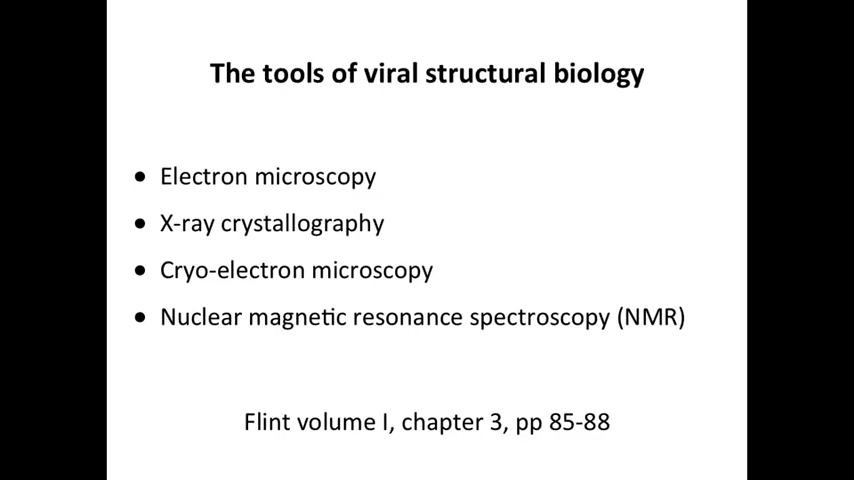 The tools of viral structural biology
● Electron microscopy
● X-ray crystallography
● Cryo-electron microscopy
● Nuclear magnetic resonance spectroscopy (NMR)
Flint volume I, chapter 3, pp 85-88